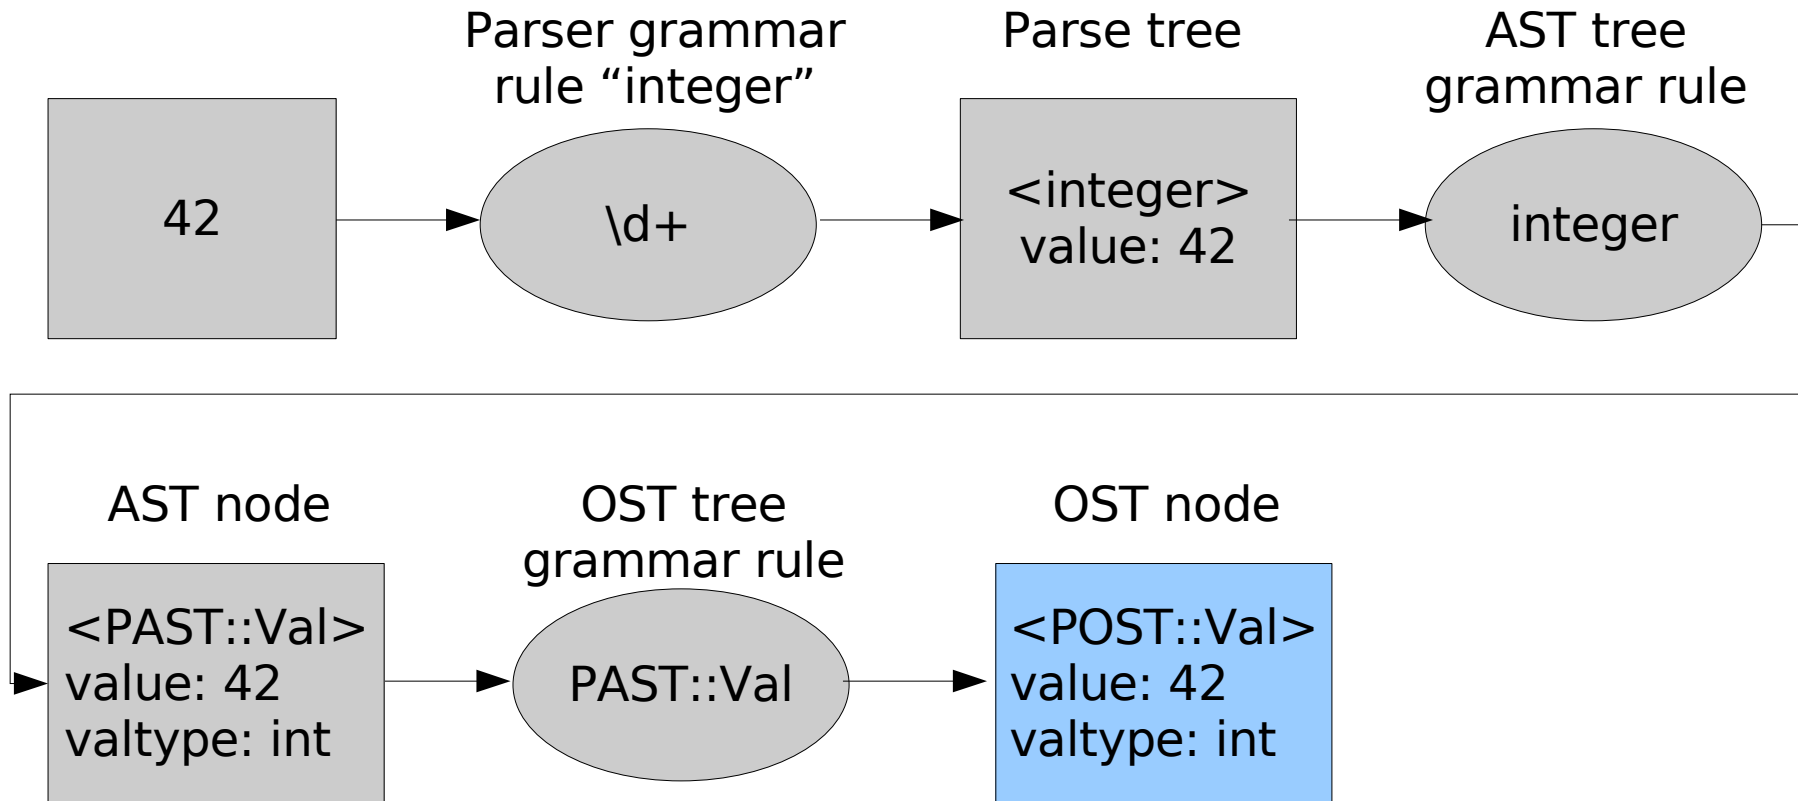 Parser grammar
rule “integer”
Parse tree
AST tree
grammar rule
42
\d+
<integer>
value: 42
integer
AST node
OST tree
grammar rule
OST node
<PAST::Val>
value: 42
valtype: int
PAST::Val
<POST::Val>
value: 42
valtype: int